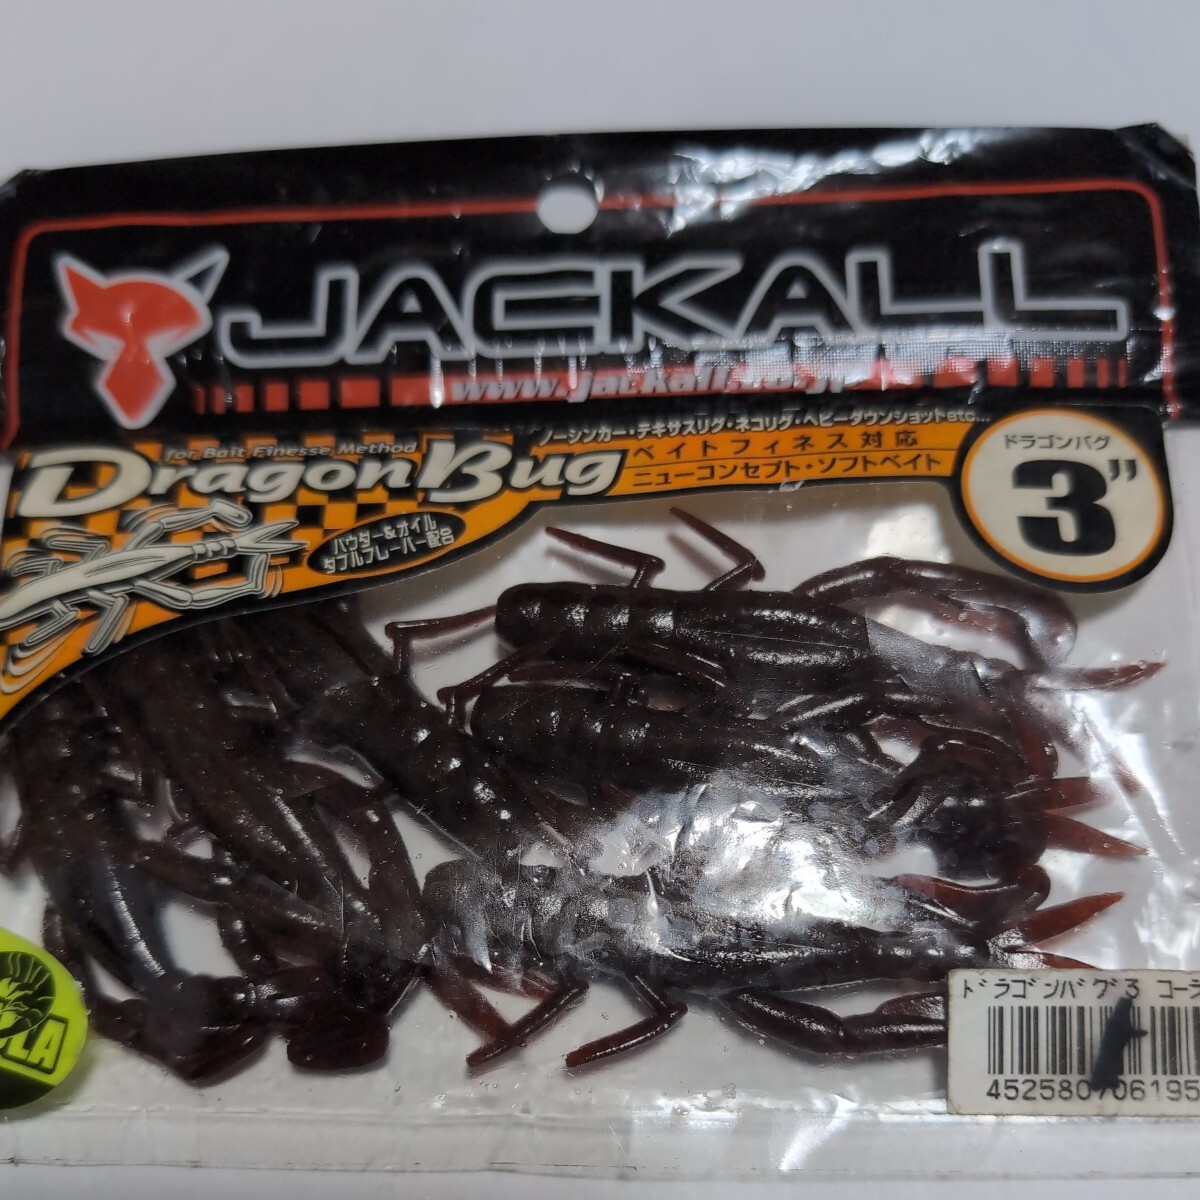 JACKALL
www.jackall.co.jp
for Bait Finesse Method
DragonBug
ノーシンカー・テキサスリグ・ネコリグ・ヘビーダウンショットetc...
ベイトフィネス対応
ニューコンセプト・ソフトベイト
ドラゴンバグ
3"
パウダー&オイル
ダブルフレーバー配合
LA
ﾄﾞﾗｺﾞﾝﾊﾞｸﾞ3 ｺｰﾗ
452580706195